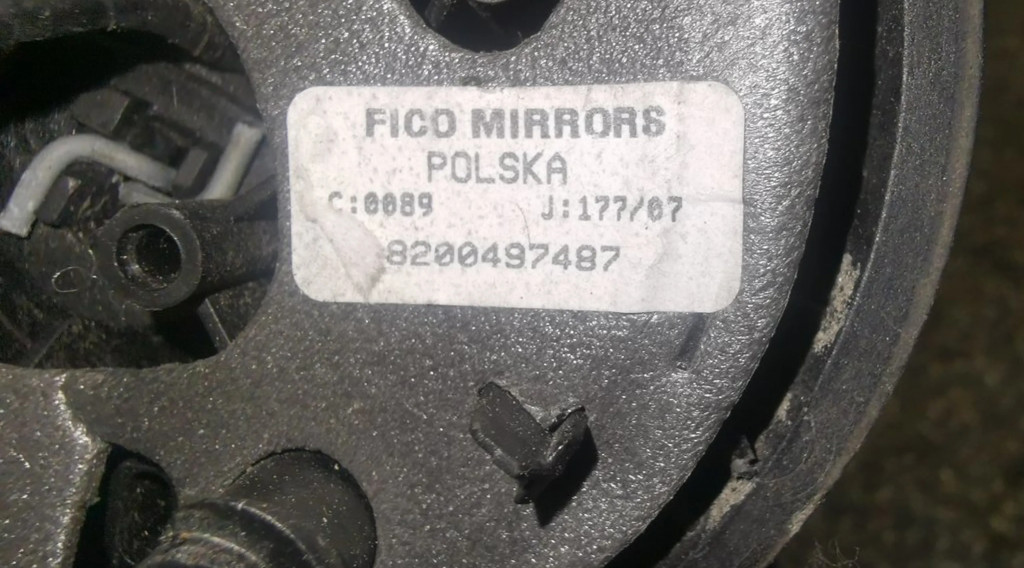 FICO MIRRORS
POLSKA
C:0089 J:177/07
8200497487